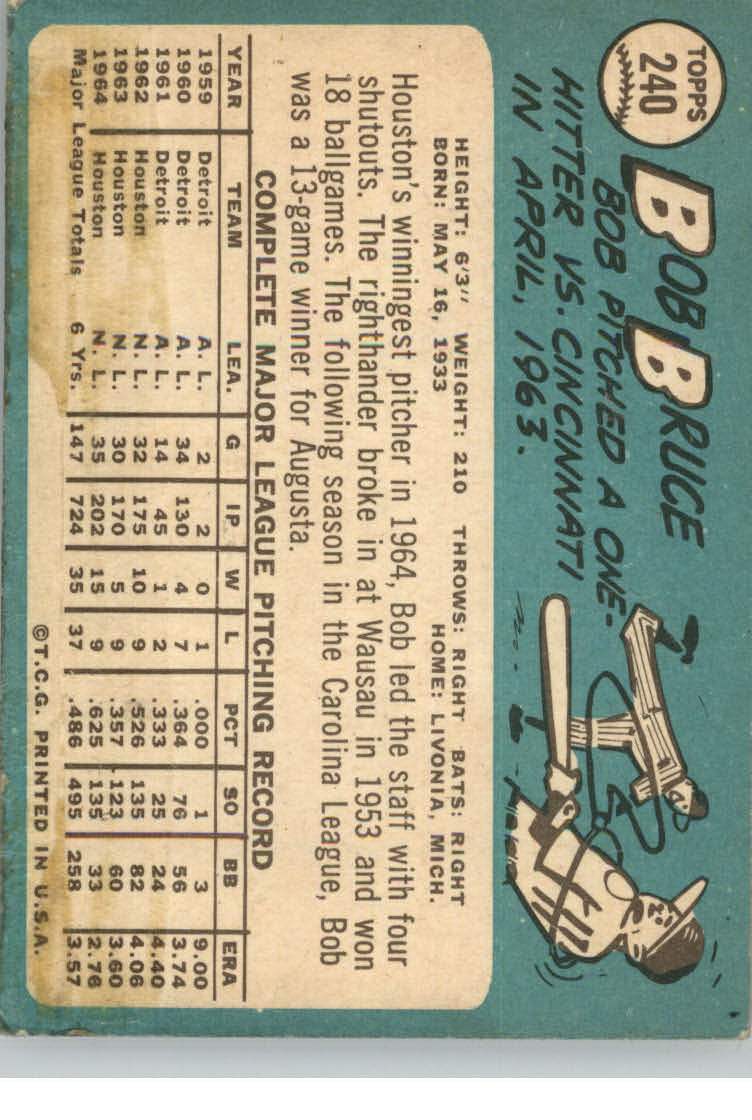 TOPPS
240
BOB BRUCE
BOB PITCHED A ONE-
HITTER VS. CINCINNATI
IN APRIL, 1963.
HEIGHT: 6'3" WEIGHT: 210 THROWS: RIGHT BATS: RIGHT
BORN: MAY 16, 1933 HOME: LIVONIA, MICH.
Houston's winningest pitcher in 1964, Bob led the staff with four
shutouts. The righthander broke in at Wausau in 1953 and won
18 ballgames. The following season in the Carolina League, Bob
was a 13-game winner for Augusta.
COMPLETE MAJOR LEAGUE PITCHING RECORD
YEAR TEAM LEA. G IP W L PCT SO BB ERA
1959 Detroit A. L. 2 2 0 1 .000 1 3 9.00
1960 Detroit A. L. 34 130 4 7 .364 76 56 3.74
1961 Detroit A. L. 14 45 1 2 .333 25 24 4.40
1962 Houston N. L. 32 175 10 9 .526 135 82 4.06
1963 Houston N. L. 30 170 5 9 .357 123 60 3.60
1964 Houston N. L. 35 202 15 9 .625 135 33 2.76
Major League Totals 6 Yrs. 147 724 35 37 .486 495 258 3.57
©T.C.G. PRINTED IN U.S.A.